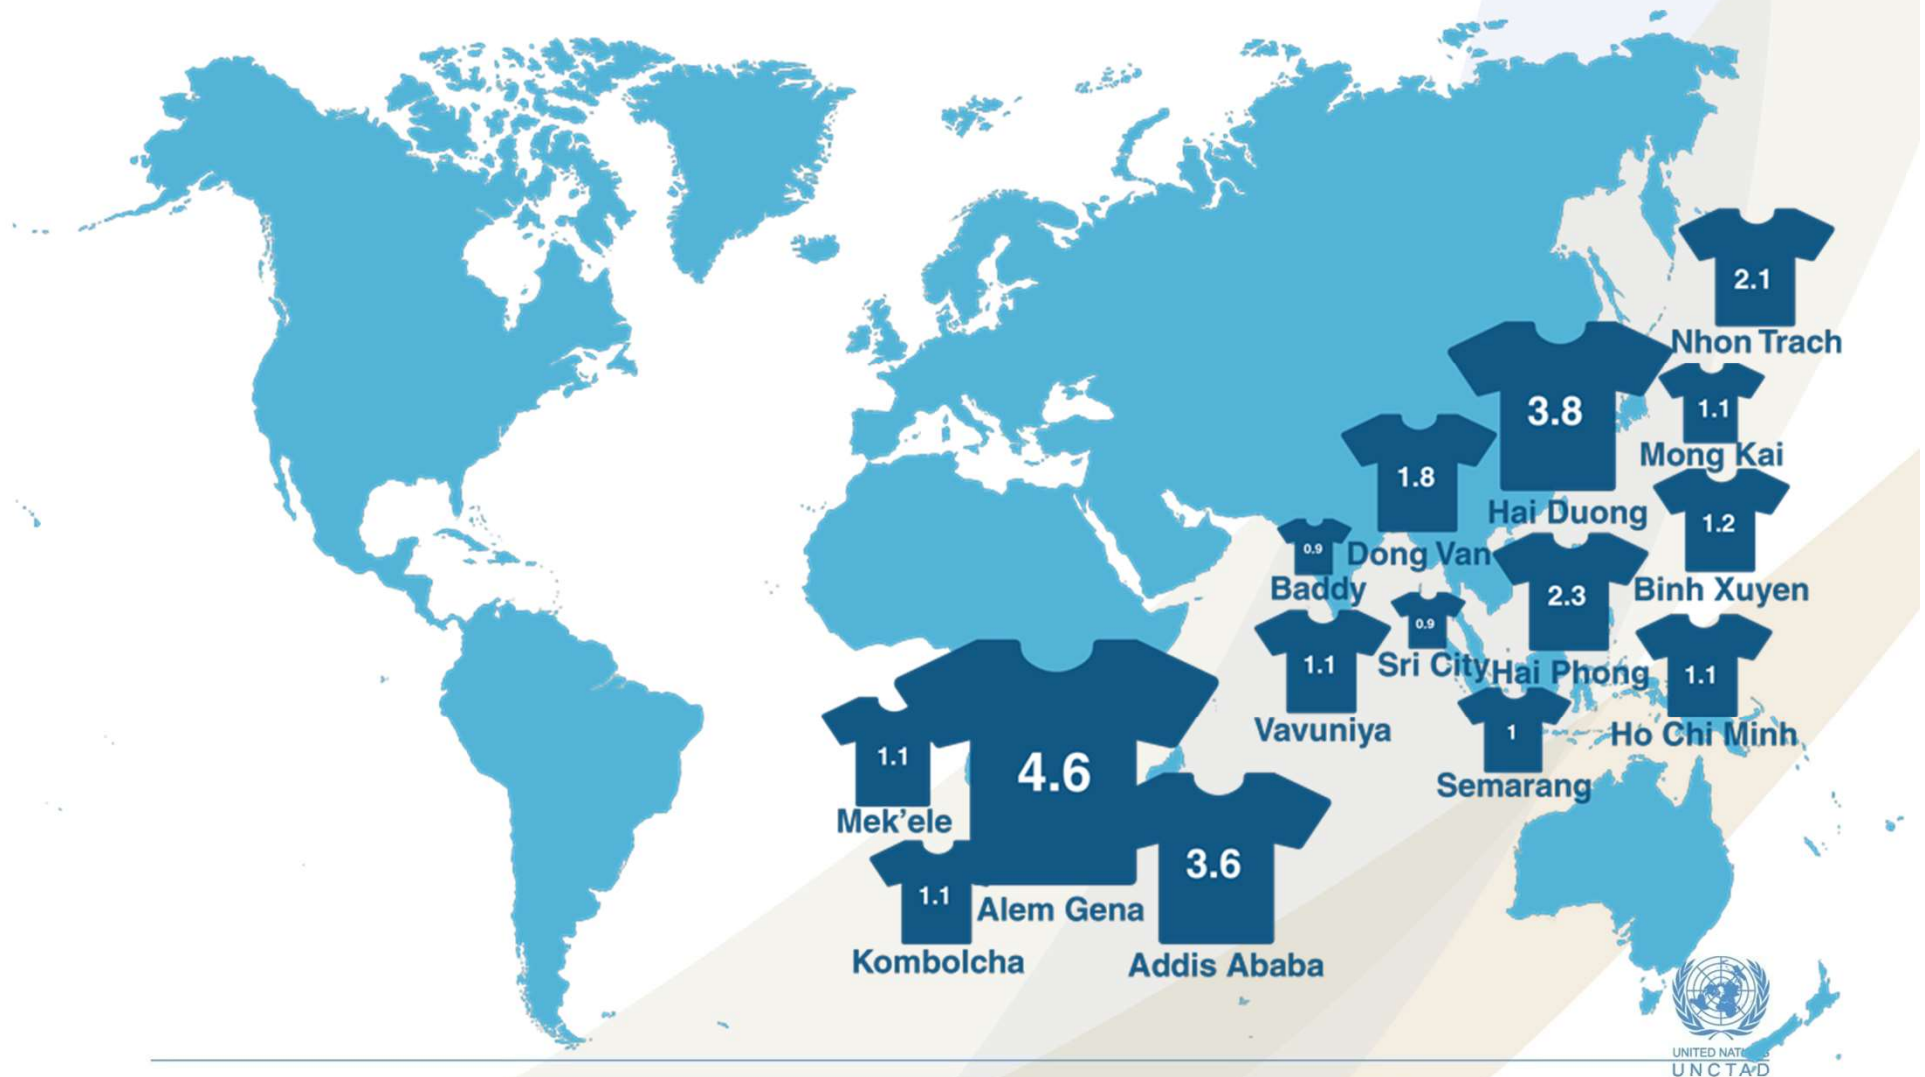 2.1
Nhon Trach
3.8
Hai Duong
1.1
Mong Kai
1.8
Dong Van
1.2
Binh Xuyen
0.9
Baddy
2.3
Hai Phong
0.9
Sri City
1.1
Vavuniya
1.1
Ho Chi Minh
1
Semarang
1.1
Mek’ele
4.6
Alem Gena
1.1
Kombolcha
3.6
Addis Ababa
UNITED NATIONS
UNCTAD